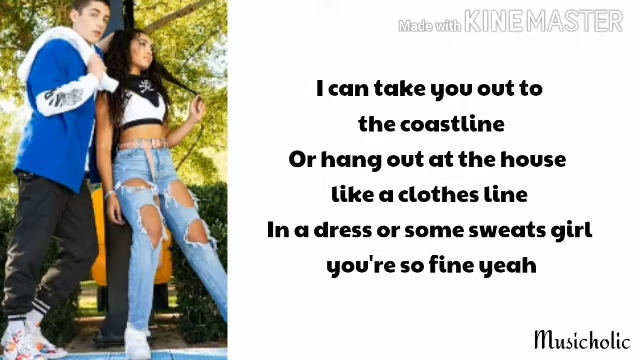 Made with KINEMASTER
I can take you out to
the coastline
Or hang out at the house
like a clothes line
In a dress or some sweats girl
you're so fine yeah
Musicholic